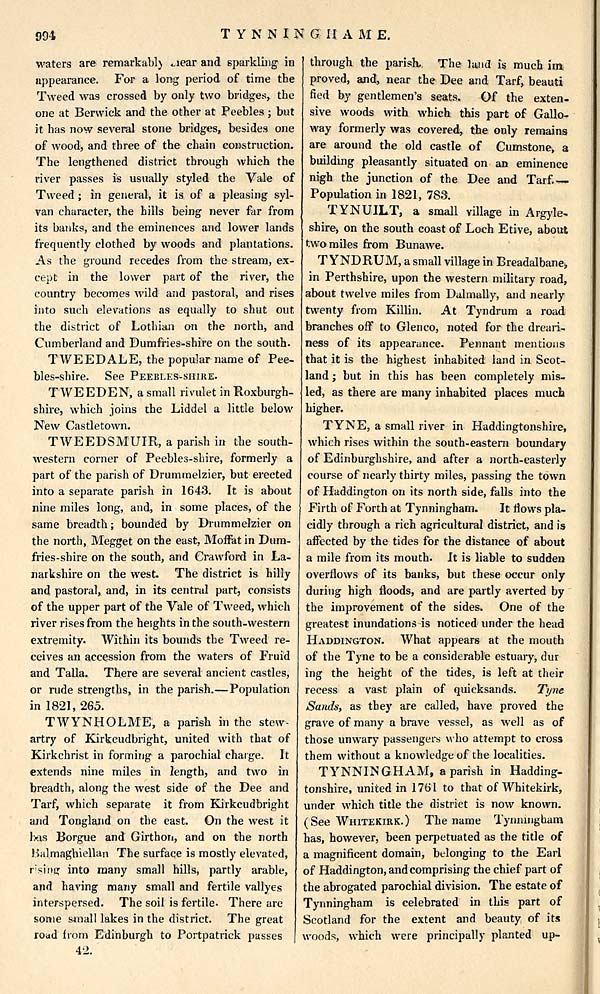 994
TYNNINGHAME.
waters are remarkably clear and sparkling in
appearance. For a long period of time the
Tweed was crossed by only two bridges, the
one at Berwick and the other at Peebles; but
it has now several stone bridges, besides one
of wood, and three of the chain construction.
The lengthened district through which the
river passes is usually styled the Vale of
Tweed; in general, it is of a pleasing syl-
van character, the hills being never far from
its banks, and the eminences and lower lands
frequently clothed by woods and plantations.
As the ground recedes from the stream, ex-
cept in the lower part of the river, the
country becomes wild and pastoral, and rises
into such elevations as equally to shut out
the district of Lothian on the north, and
Cumberland and Dumfries-shire on the south.
TWEEDALE, the popular name of Pee-
bles-shire. See PEEBLES-SHIRE.
TWEEDEN, a small rivulet in Roxburgh-
shire, which joins the Liddel a little below
New Castletown.
TWEEDSMUIR, a parish in the south-
western corner of Peebles-shire, formerly a
part of the parish of Drummelzier, but erected
into a separate parish in 1643. It is about
nine miles long, and, in some places, of the
same breadth; bounded by Drummelzier on
the north, Megget on the east, Moffat in Dum-
fries-shire on the south, and Crawford in La-
narkshire on the west. The district is hilly
and pastoral, and, in its central part, consists
of the upper part of the Vale of Tweed, which
river rises from the heights in the south-western
extremity. Within its bounds the Tweed re-
ceives an accession from the waters of Fruid
and Talla. There are several ancient castles,
or rude strengths, in the parish.—Population
in 1821, 265.
TWYNHOLME, a parish in the stew-
artry of Kirkcudbright, united with that of
Kirkchrist in forming a parochial charge. It
extends nine miles in length, and two in
breadth, along the west side of the Dee and
Tarf, which separate it from Kirkcudbright
and Tongland on the east. On the west it
has Borgue and Girthon, and on the north
Balmaghiellan The surface is mostly elevated,
rising into many small hills, partly arable,
and having many small and fertile vallyes
interspersed. The soil is fertile. There are
some small lakes in the district. The great
road from Edinburgh to Portpatrick passes
42.
through the parish. The land is much im
proved, and, near the Dee and Tarf, beauti
fied by gentlemen's seats. Of the exten-
sive woods with which this part of Gallo-
way formerly was covered, the only remains
are around the old castle of Cumstone, a
building pleasantly situated on an eminence
nigh the junction of the Dee and Tarf.—
Population in 1821, 783.
TYNUILT, a small village in Argyle-
shire, on the south coast of Loch Etive, about
two miles from Bunawe.
TYNDRUM, a small village in Breadalbane,
in Perthshire, upon the western military road,
about twelve miles from Dalmally, and nearly
twenty from Killin. At Tyndrum a road
branches off to Glenco, noted for the dreari-
ness of its appearance. Pennant mentions
that it is the highest inhabited land in Scot-
land; but in this has been completely mis-
led, as there are many inhabited places much
higher.
TYNE, a small river in Haddingtonshire,
which rises within the south-eastern boundary
of Edinburghshire, and after a north-easterly
course of nearly thirty miles, passing the town
of Haddington on its north side, falls into the
Firth of Forth at Tynningham. It flows pla-
cidly through a rich agricultural district, and is
affected by the tides for the distance of about
a mile from its mouth. It is liable to sudden
overflows of its banks, but these occur only
during high floods, and are partly averted by
the improvement of the sides. One of the
greatest inundations is noticed under the head
HADDINGTON. What appears at the mouth
of the Tyne to be a considerable estuary, dur
ing the height of the tides, is left at their
recess a vast plain of quicksands. Tyne
Sands, as they are called, have proved the
grave of many a brave vessel, as well as of
those unwary passengers who attempt to cross
them without a knowledge of the localities.
TYNNINGHAM, a parish in Hadding-
tonshire, united in 1761 to that of Whitekirk,
under which title the district is now known.
(See WHITEKIRK.) The name Tynningham
has, however, been perpetuated as the title of
a magnificent domain, belonging to the Earl
of Haddington, and comprising the chief part of
the abrogated parochial division. The estate of
Tynningham is celebrated in this part of
Scotland for the extent and beauty of its
woods, which were principally planted up-